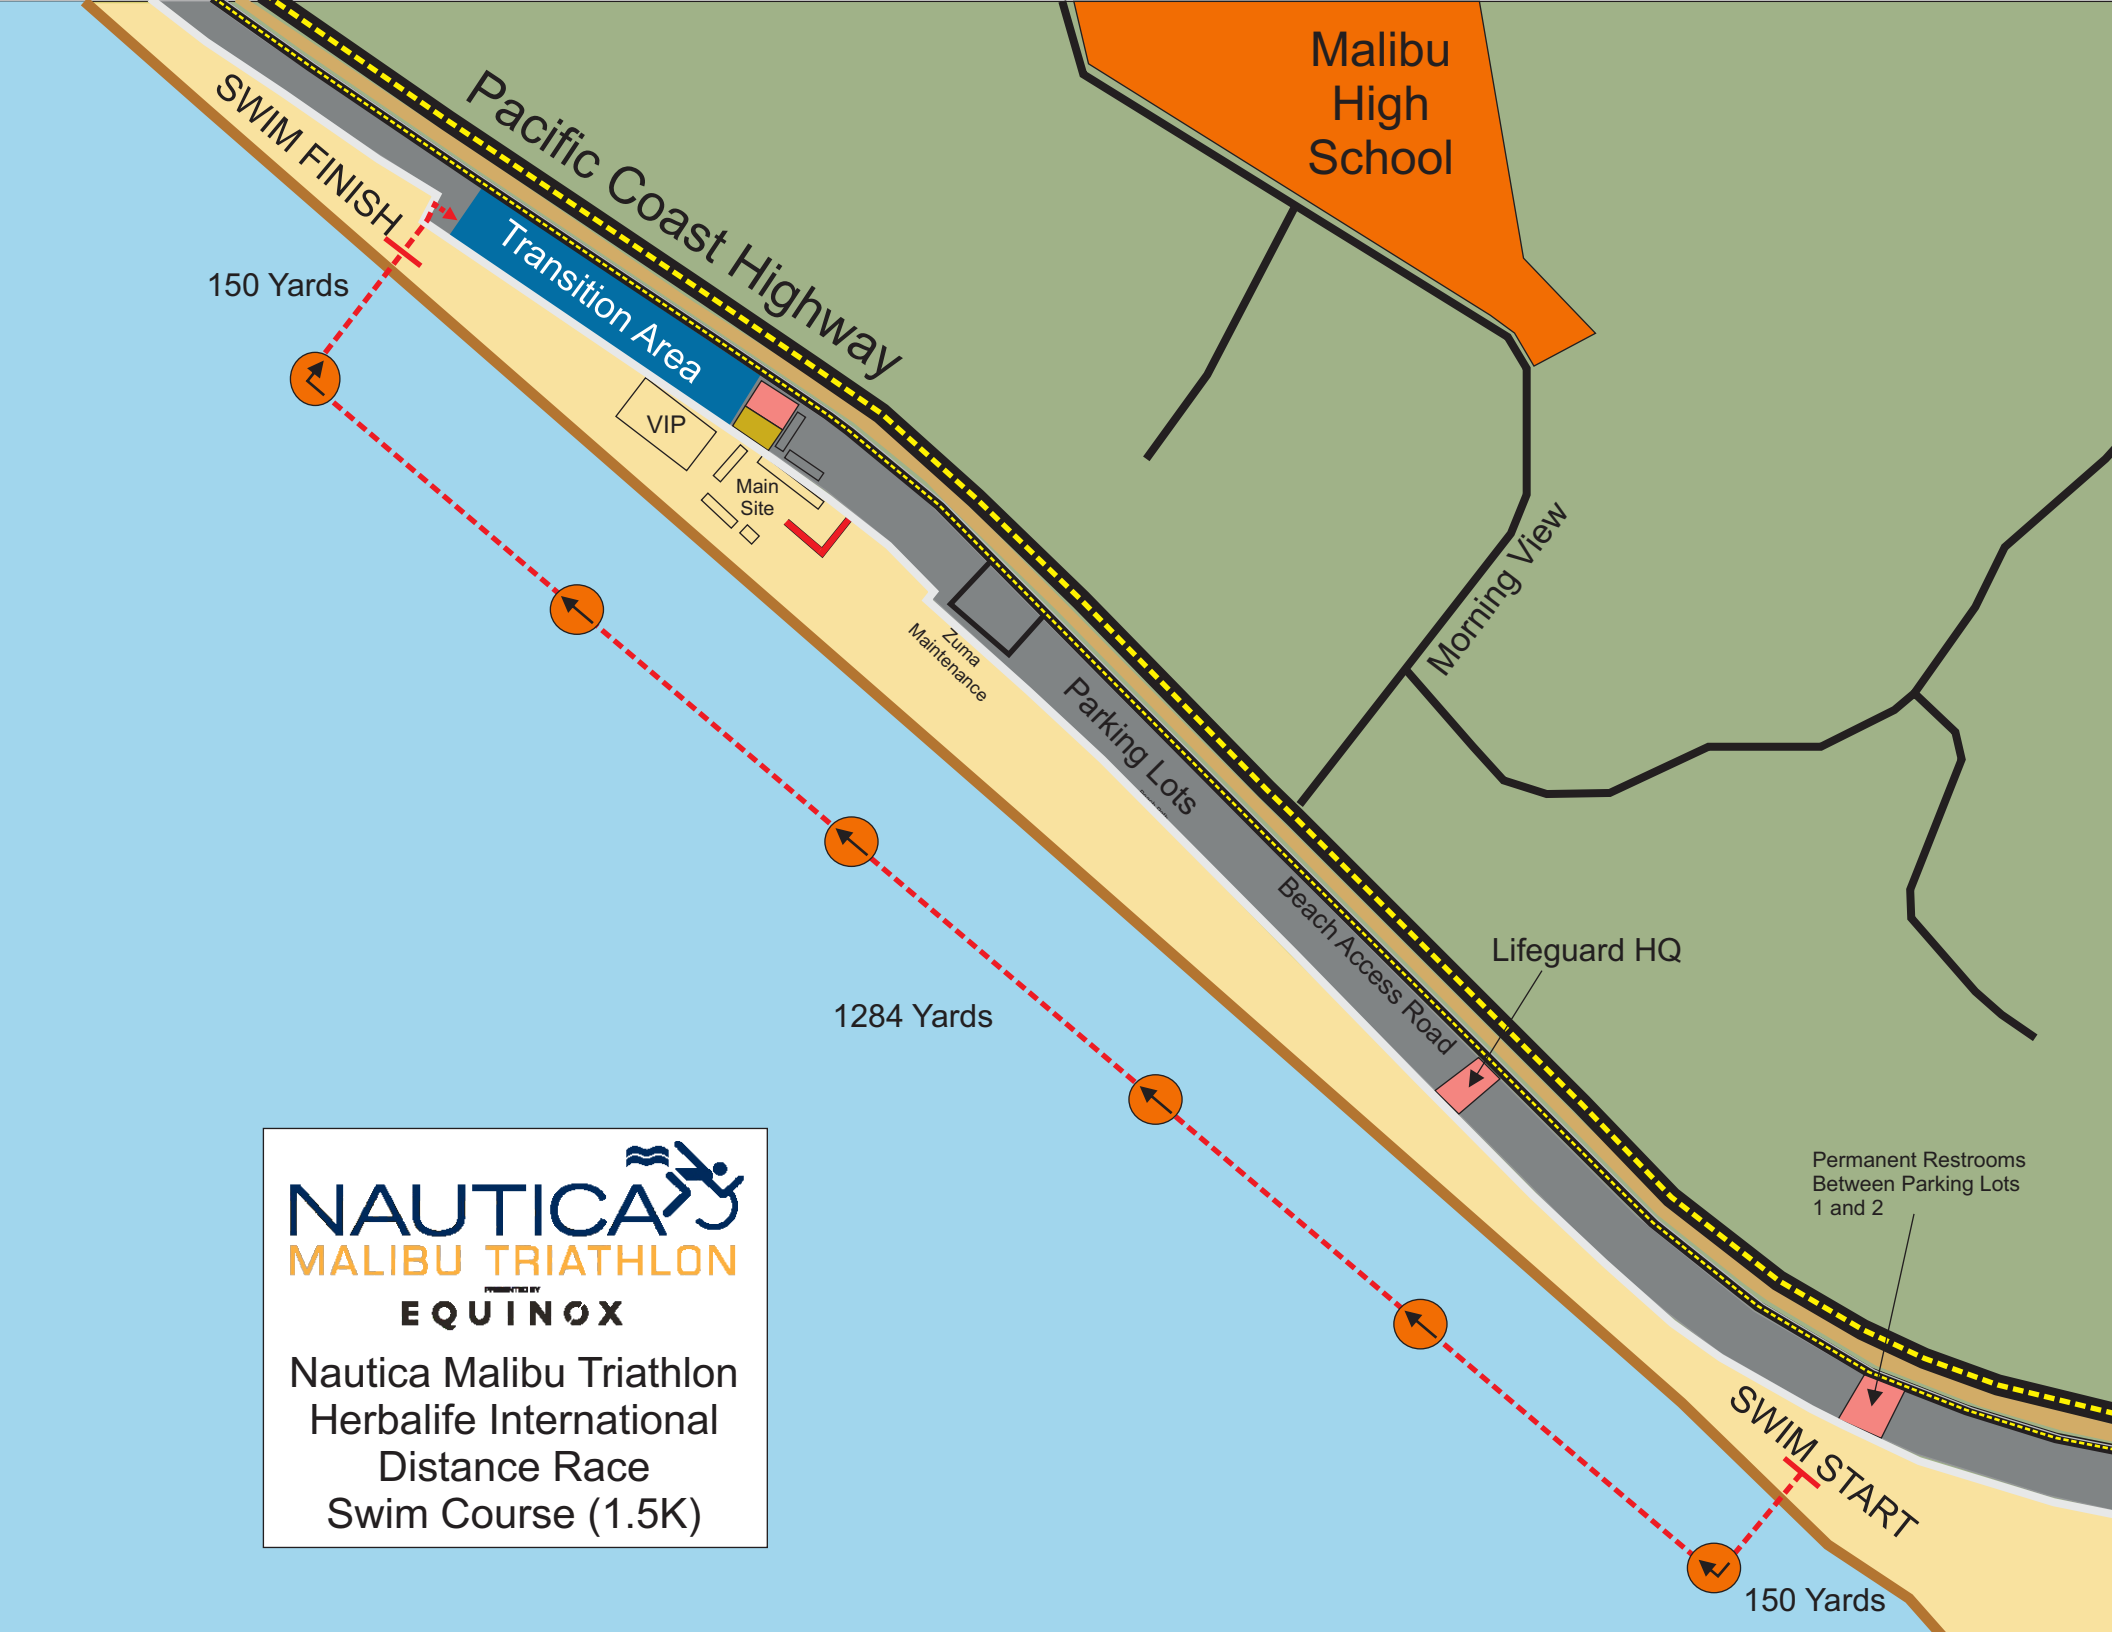 Malibu
High
School
Pacific Coast Highway
SWIM FINISH
Transition Area
150 Yards
VIP
Main
Site
Zuma
Maintenance
Morning View
Parking Lots
Beach Access Road
Lifeguard HQ
1284 Yards
Permanent Restrooms
Between Parking Lots
1 and 2
SWIM START
150 Yards
NAUTICA
MALIBU TRIATHLON
PRESENTED BY
EQUINOX
Nautica Malibu Triathlon
Herbalife International
Distance Race
Swim Course (1.5K)